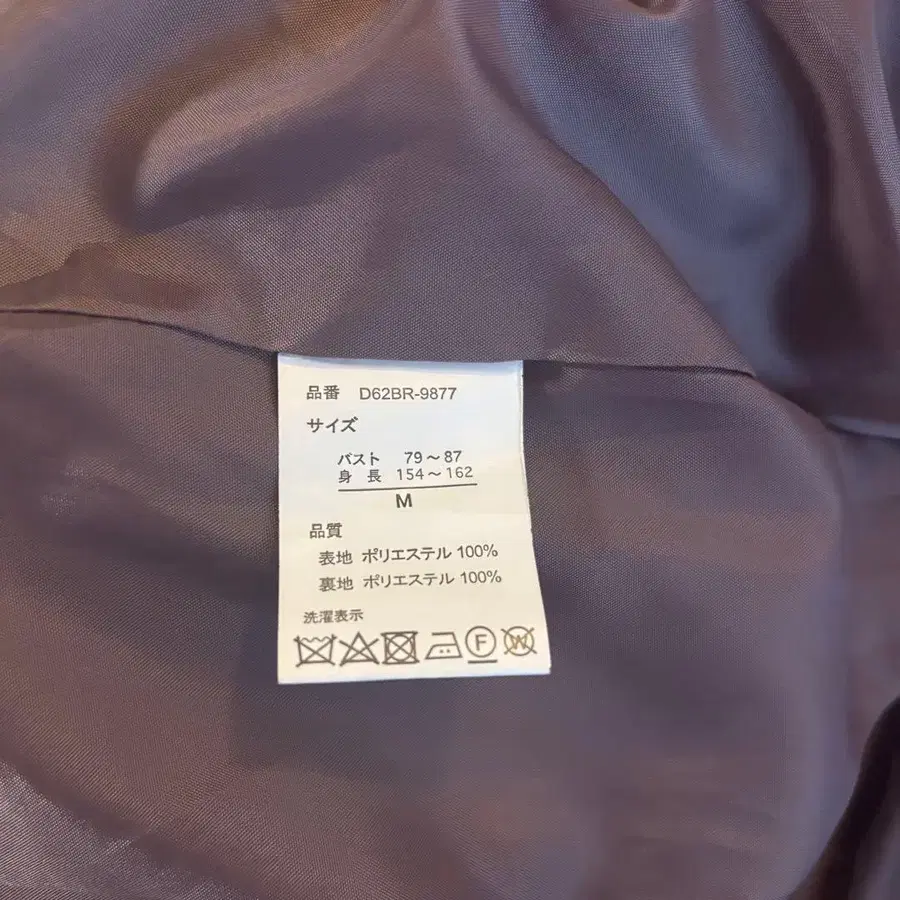 品番 D62BR-9877
サイズ
バスト 79～87
身長 154～162
M
品質
表地 ポリエステル 100%
裏地 ポリエステル 100%
洗濯表示
F W